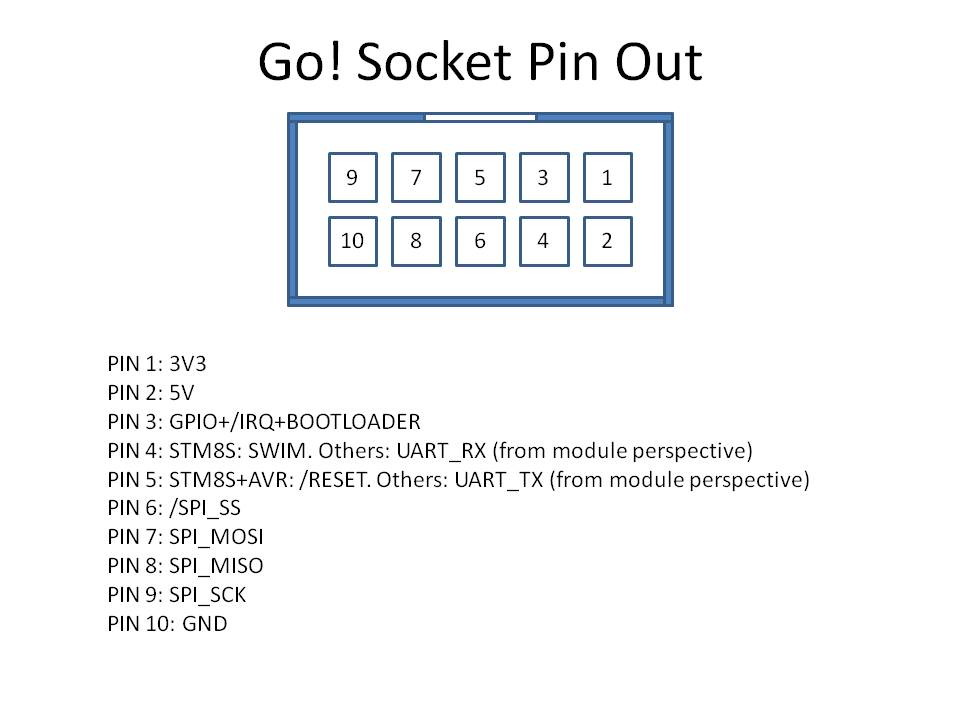 Go! Socket Pin Out
9 7 5 3 1
10 8 6 4 2
PIN 1: 3V3
PIN 2: 5V
PIN 3: GPIO+/IRQ+BOOTLOADER
PIN 4: STM8S: SWIM. Others: UART_RX (from module perspective)
PIN 5: STM8S+AVR: /RESET. Others: UART_TX (from module perspective)
PIN 6: /SPI_SS
PIN 7: SPI_MOSI
PIN 8: SPI_MISO
PIN 9: SPI_SCK
PIN 10: GND